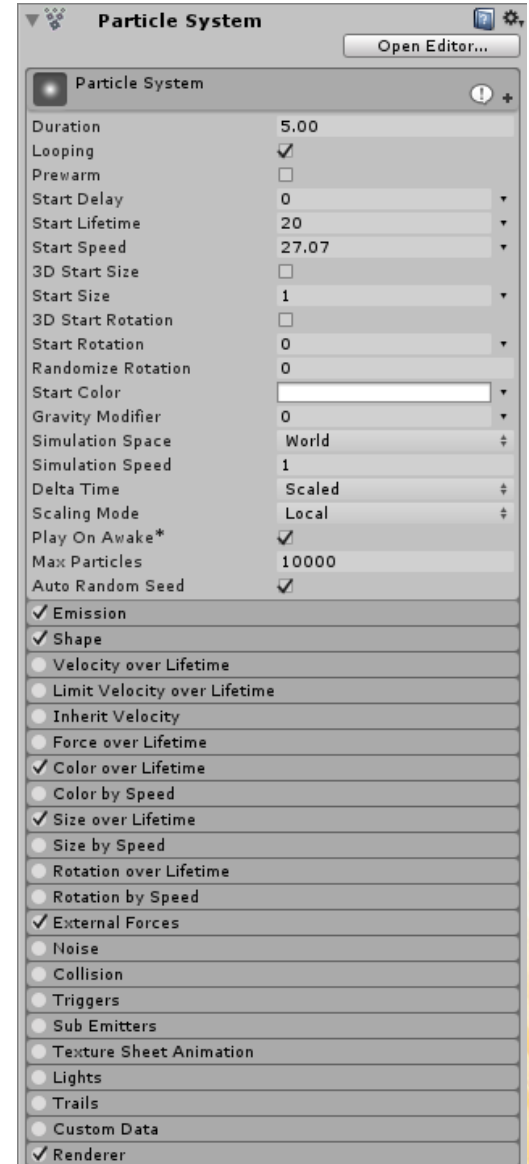 Particle System
Open Editor...
Particle System
Duration 5.00
Looping
Prewarm
Start Delay 0
Start Lifetime 20
Start Speed 27.07
3D Start Size
Start Size 1
3D Start Rotation
Start Rotation 0
Randomize Rotation 0
Start Color
Gravity Modifier 0
Simulation Space World
Simulation Speed 1
Delta Time Scaled
Scaling Mode Local
Play On Awake*
Max Particles 10000
Auto Random Seed
Emission
Shape
Velocity over Lifetime
Limit Velocity over Lifetime
Inherit Velocity
Force over Lifetime
Color over Lifetime
Color by Speed
Size over Lifetime
Size by Speed
Rotation over Lifetime
Rotation by Speed
External Forces
Noise
Collision
Triggers
Sub Emitters
Texture Sheet Animation
Lights
Trails
Custom Data
Renderer